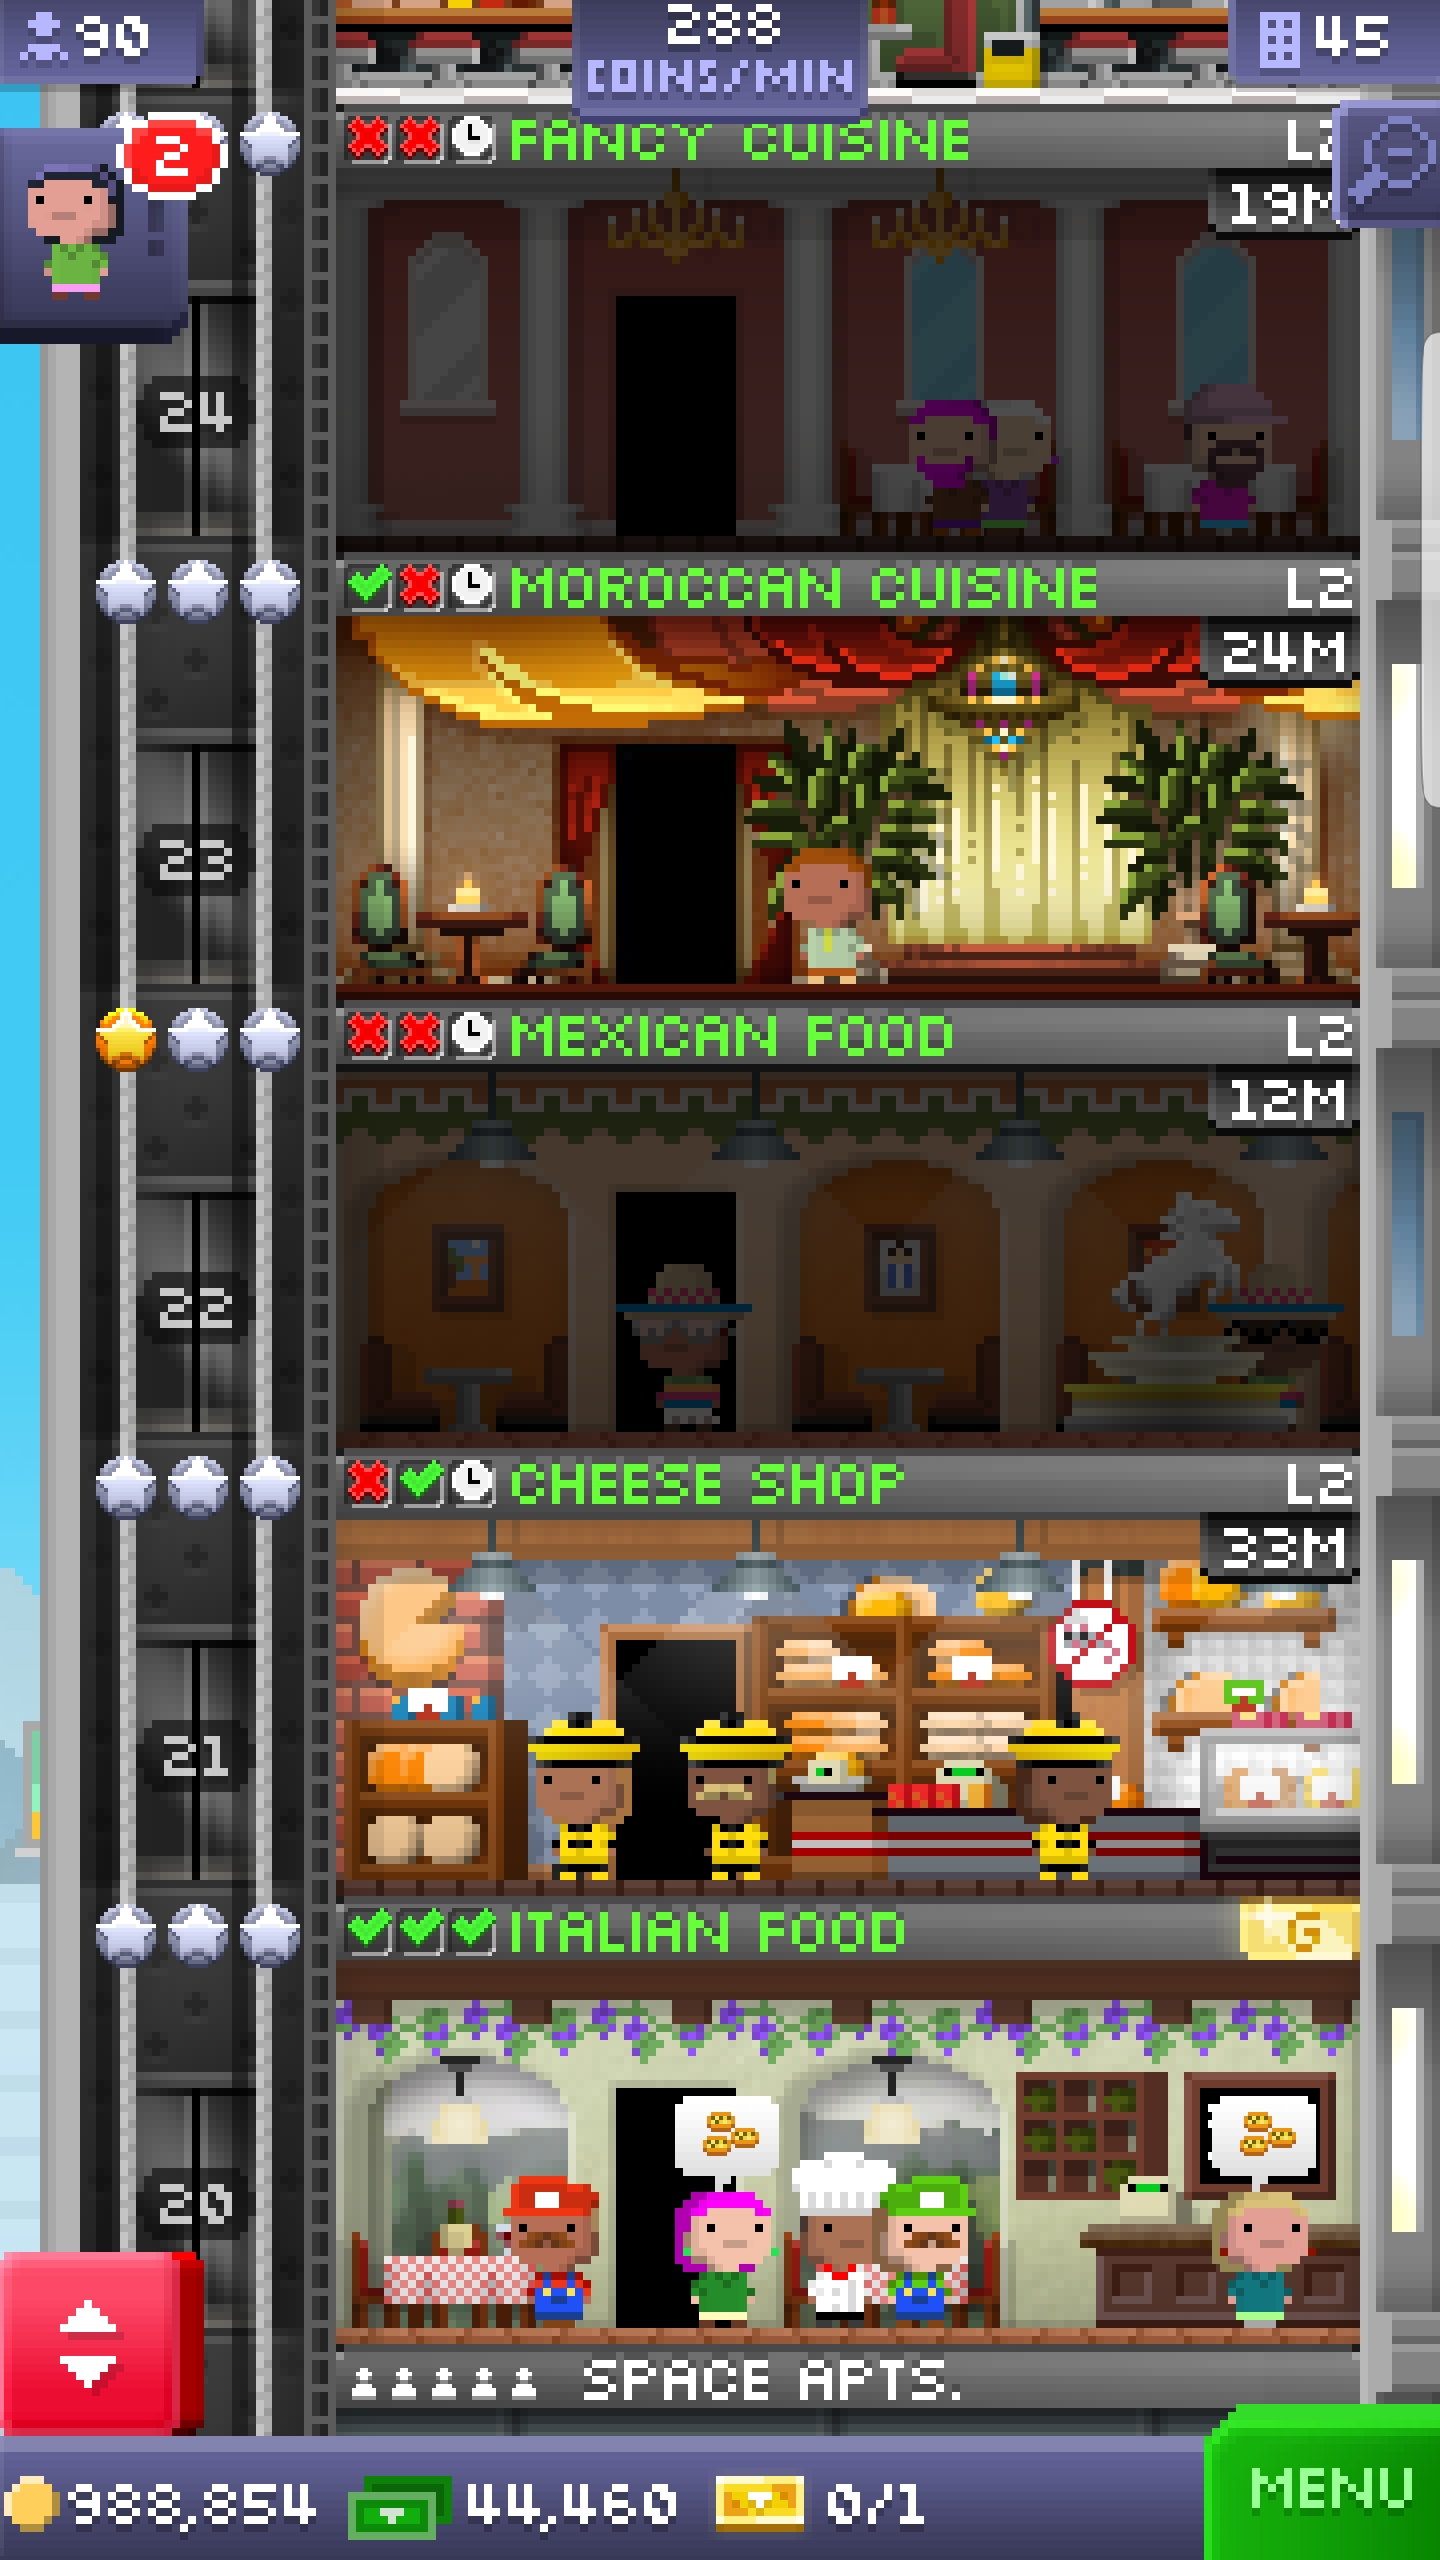 90
288
COINS/MIN
45
2
FANCY CUISINE
L2
19M
24
MOROCCAN CUISINE L2
24M
23
MEXICAN FOOD L2
12M
22
CHEESE SHOP L2
33M
21
ITALIAN FOOD G
20
SPACE APTS.
988,854 44,460 0/1
MENU